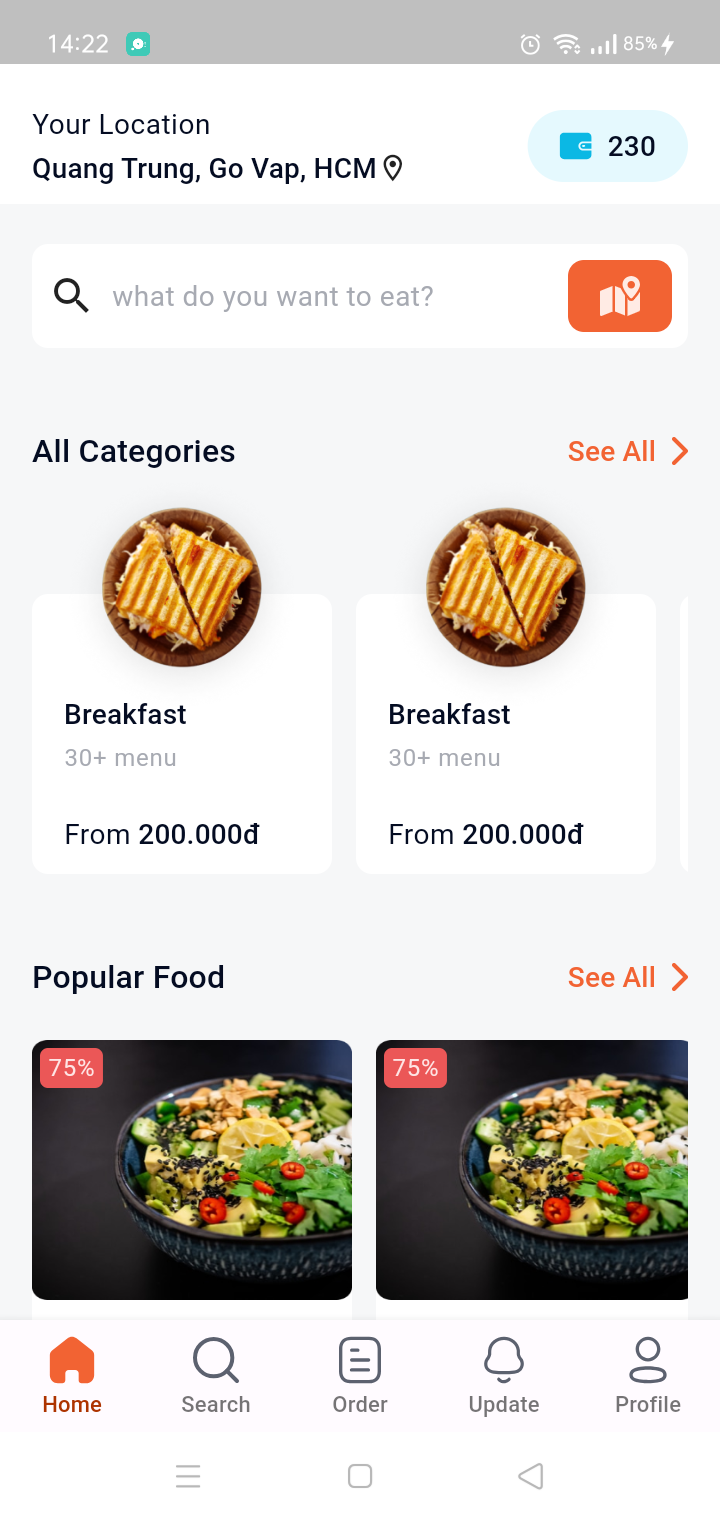 14:22
85%
Your Location
Quang Trung, Go Vap, HCM
230
what do you want to eat?
All Categories
See All
Breakfast
30+ menu
From 200.000đ
Breakfast
30+ menu
From 200.000đ
Popular Food
See All
75%
75%
Home
Search
Order
Update
Profile